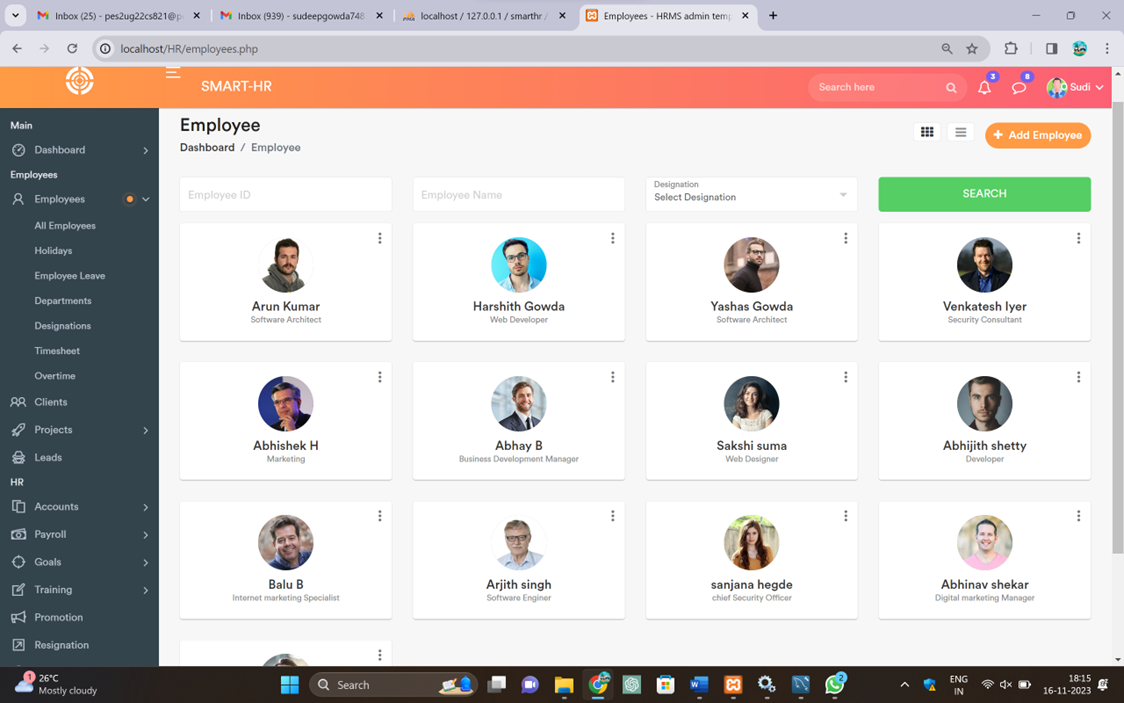 Inbox (25) - pes2ug22cs821@p
Inbox (939) - sudeepgowda748
localhost / 127.0.0.1 / smarthr /
Employees - HRMS admin temp
localhost/HR/employees.php
SMART-HR
Search here
3
8
Sudi
Main
Dashboard
Employees
Employees
All Employees
Holidays
Employee Leave
Departments
Designations
Timesheet
Overtime
Clients
Projects
Leads
HR
Accounts
Payroll
Goals
Training
Promotion
Resignation
Employee
Dashboard / Employee
+ Add Employee
Employee ID
Employee Name
Designation
Select Designation
SEARCH
Arun Kumar
Software Architect
Harshith Gowda
Web Developer
Yashas Gowda
Software Architect
Venkatesh Iyer
Security Consultant
Abhishek H
Marketing
Abhay B
Business Development Manager
Sakshi suma
Web Designer
Abhijith shetty
Developer
Balu B
Internet marketing Specialist
Arjith singh
Software Enginer
sanjana hegde
chief Security Officer
Abhinav shekar
Digital marketing Manager
1
26°C
Mostly cloudy
Search
2
ENG
IN
18:15
16-11-2023